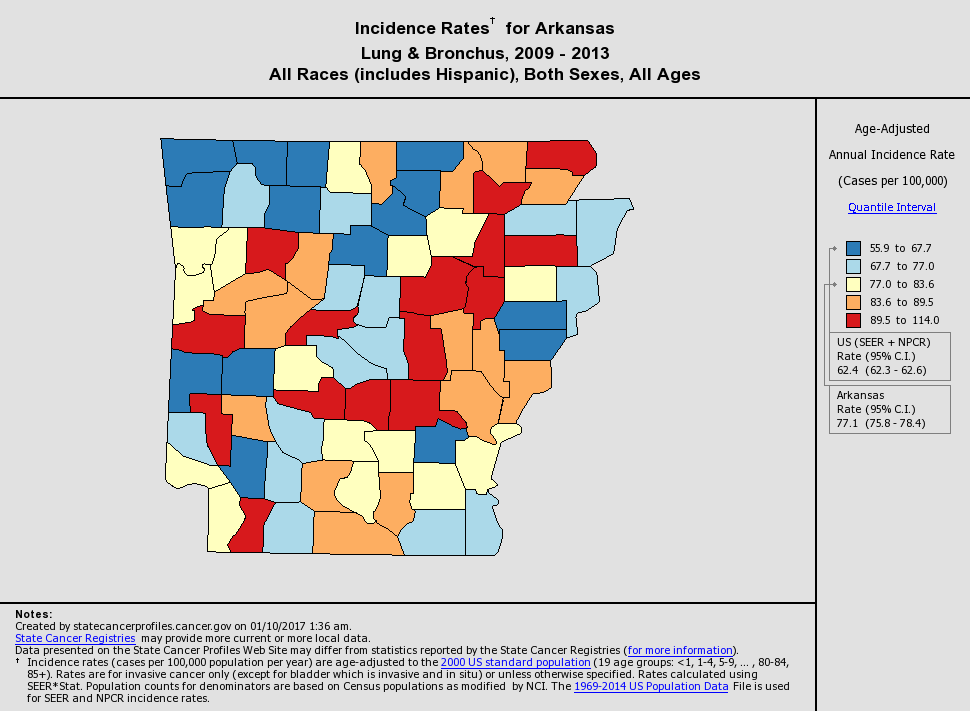 Incidence Rates† for Arkansas
Lung & Bronchus, 2009 - 2013
All Races (includes Hispanic), Both Sexes, All Ages
Age-Adjusted
Annual Incidence Rate
(Cases per 100,000)
Quantile Interval
55.9 to 67.7
67.7 to 77.0
77.0 to 83.6
83.6 to 89.5
89.5 to 114.0
US (SEER + NPCR)
Rate (95% C.I.)
62.4 (62.3 - 62.6)
Arkansas
Rate (95% C.I.)
77.1 (75.8 - 78.4)
Notes:
Created by statecancerprofiles.cancer.gov on 01/10/2017 1:36 am.
State Cancer Registries may provide more current or more local data.
Data presented on the State Cancer Profiles Web Site may differ from statistics reported by the State Cancer Registries (for more information).
† Incidence rates (cases per 100,000 population per year) are age-adjusted to the 2000 US standard population (19 age groups: <1, 1-4, 5-9, ... , 80-84,
85+). Rates are for invasive cancer only (except for bladder which is invasive and in situ) or unless otherwise specified. Rates calculated using
SEER*Stat. Population counts for denominators are based on Census populations as modified by NCI. The 1969-2014 US Population Data File is used
for SEER and NPCR incidence rates.